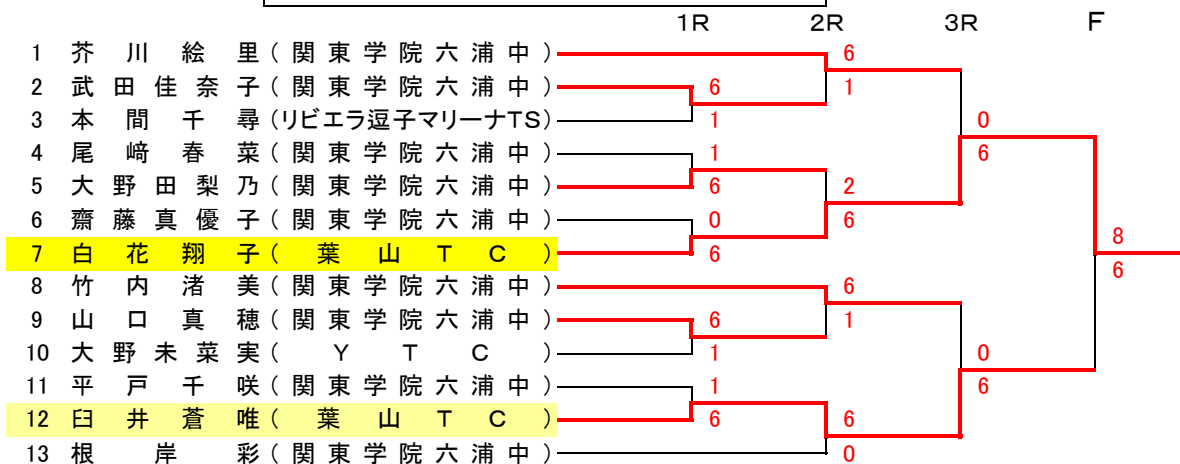 1R 2R 3R F
1 芥川絵里(関東学院六浦中) 6
2 武田佳奈子(関東学院六浦中) 6 1
3 本間千尋(リビエラ逗子マリーナTS) 1 0
4 尾﨑春菜(関東学院六浦中) 1 6
5 大野田梨乃(関東学院六浦中) 6 2
6 齋藤真優子(関東学院六浦中) 0 6
7 白花翔子(葉山TC) 6 8
8 竹内渚美(関東学院六浦中) 6 6
9 山口真穂(関東学院六浦中) 6 1
10 大野未菜実(YTC) 1 0
11 平戸千咲(関東学院六浦中) 1 6
12 臼井蒼唯(葉山TC) 6 6
13 根岸彩(関東学院六浦中) 0